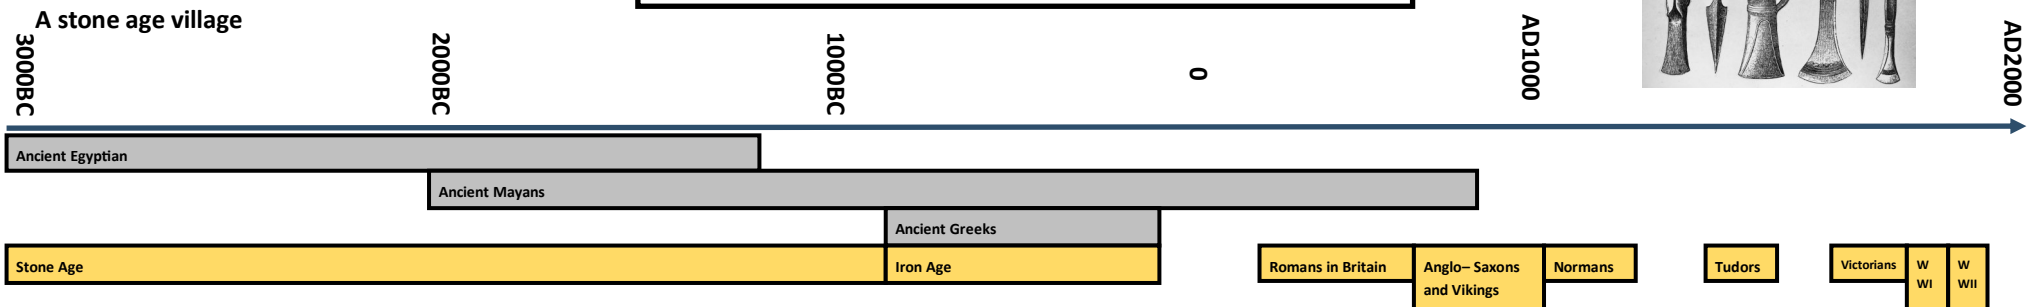 A stone age village
3000BC
2000BC
1000BC
0
AD1000
AD2000
Ancient Egyptian
Ancient Mayans
Ancient Greeks
Stone Age
Iron Age
Romans in Britain
Anglo– Saxons
and Vikings
Normans
Tudors
Victorians
W
WI
W
WII